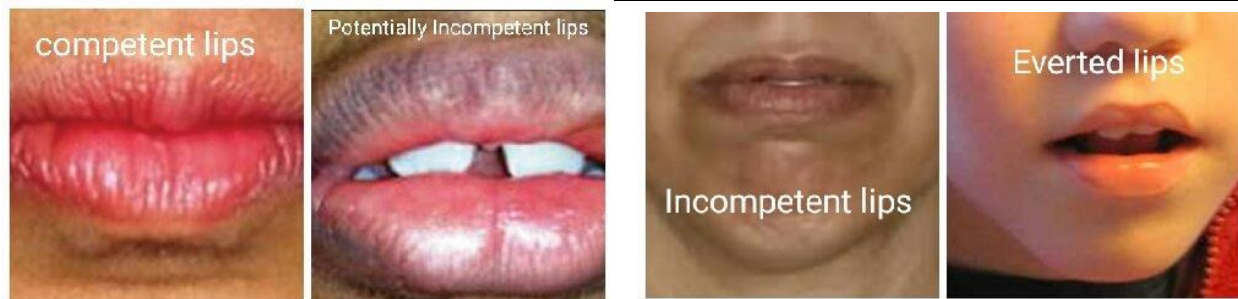 competent lips
Potentially Incompetent lips
Incompetent lips
Everted lips